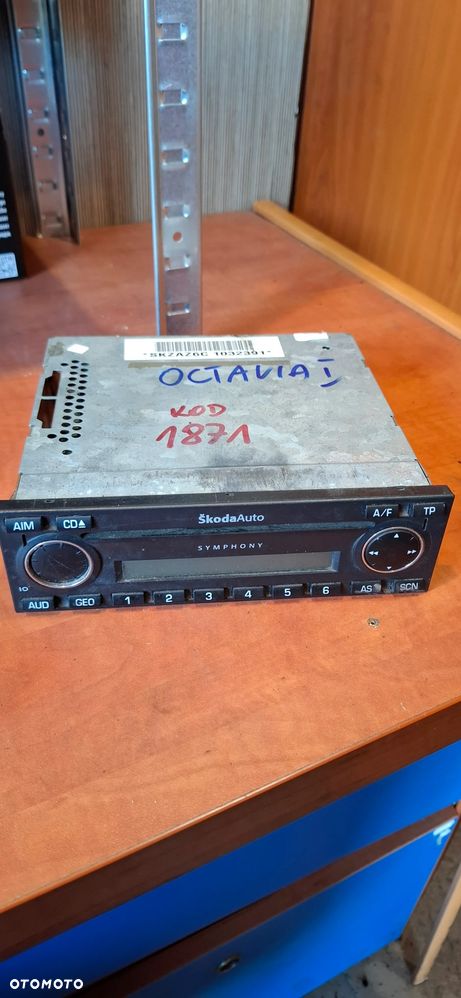 *SKZAZ6C 1032391*
OCTAVIA I
KOD
1871
ŠkodaAuto
A/F TP
AIM CD
SYMPHONY
AUD GEO 1 2 3 4 5 6 AS SCN
OTOMOTO